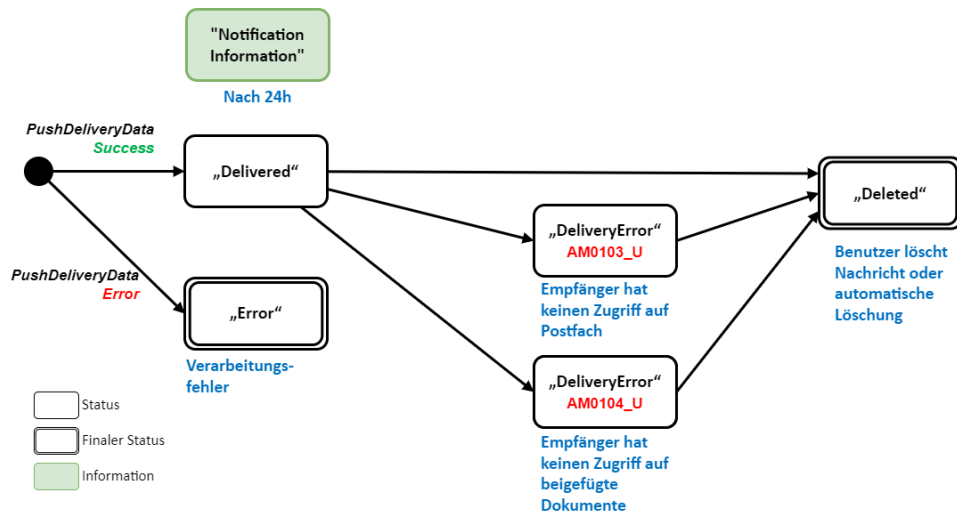 "Notification
Information"
Nach 24h
PushDeliveryData
Success
„Delivered“
„Deleted“
„DeliveryError“
AM0103_U
Benutzer löscht
Nachricht oder
automatische
Löschung
PushDeliveryData
Error
Empfänger hat
keinen Zugriff auf
Postfach
„Error“
Verarbeitungs-
fehler
„DeliveryError“
AM0104_U
Empfänger hat
keinen Zugriff auf
beigefügte
Dokumente
Status
Finaler Status
Information